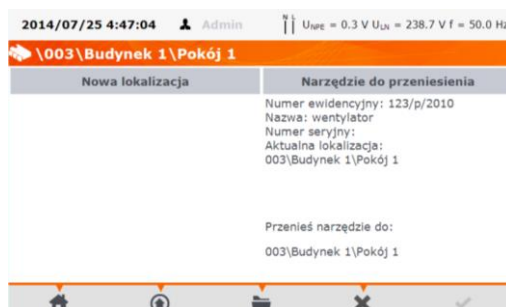 2014/07/25 4:47:04 Admin N L UNPE = 0.3 V ULN = 238.7 V f = 50.0 Hz
\003\Budynek 1\Pokój 1
Nowa lokalizacja
Narzędzie do przeniesienia
Numer ewidencyjny: 123/p/2010
Nazwa: wentylator
Numer seryjny:
Aktualna lokalizacja:
003\Budynek 1\Pokój 1
Przenieś narzędzie do:
003\Budynek 1\Pokój 1